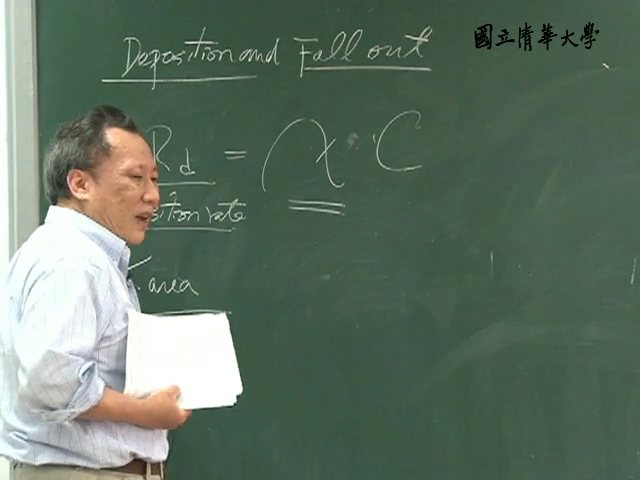 國立清華大學
Deposition and Fall out
Rd = χ · C
sition rate
area